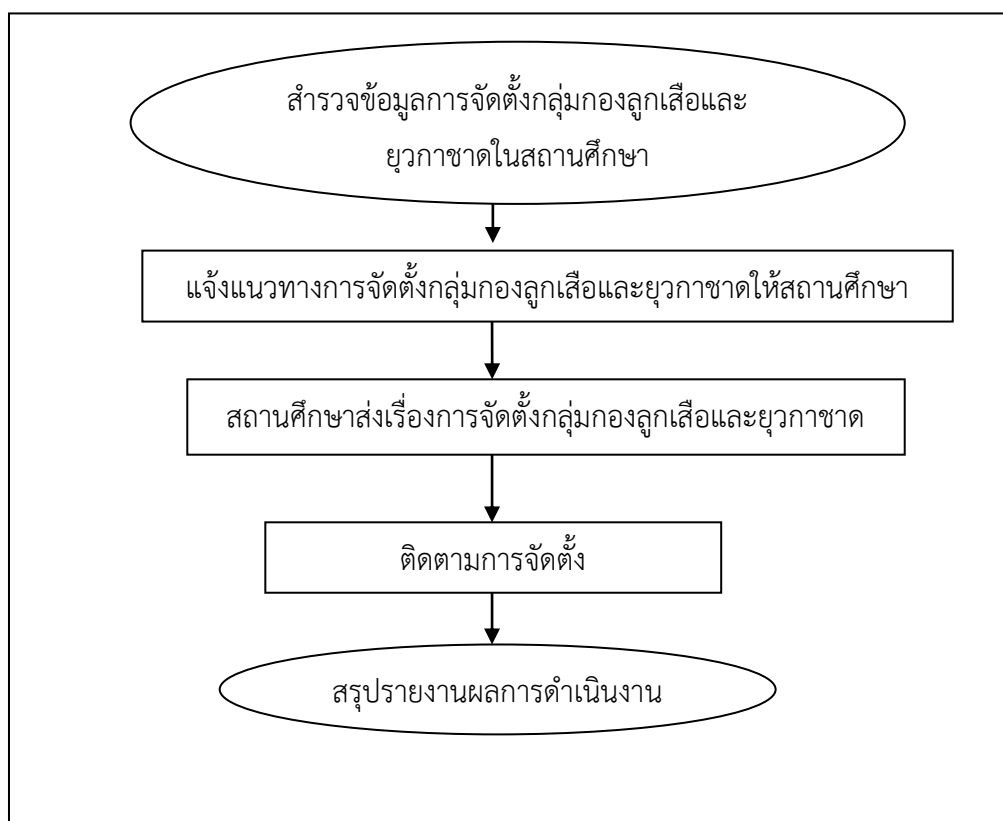 สำรวจข้อมูลการจัดตั้งกลุ่มกองลูกเสือและ
ยุวกาชาดในสถานศึกษา
แจ้งแนวทางการจัดตั้งกลุ่มกองลูกเสือและยุวกาชาดให้สถานศึกษา
สถานศึกษาส่งเรื่องการจัดตั้งกลุ่มกองลูกเสือและยุวกาชาด
ติดตามการจัดตั้ง
สรุปรายงานผลการดำเนินงาน